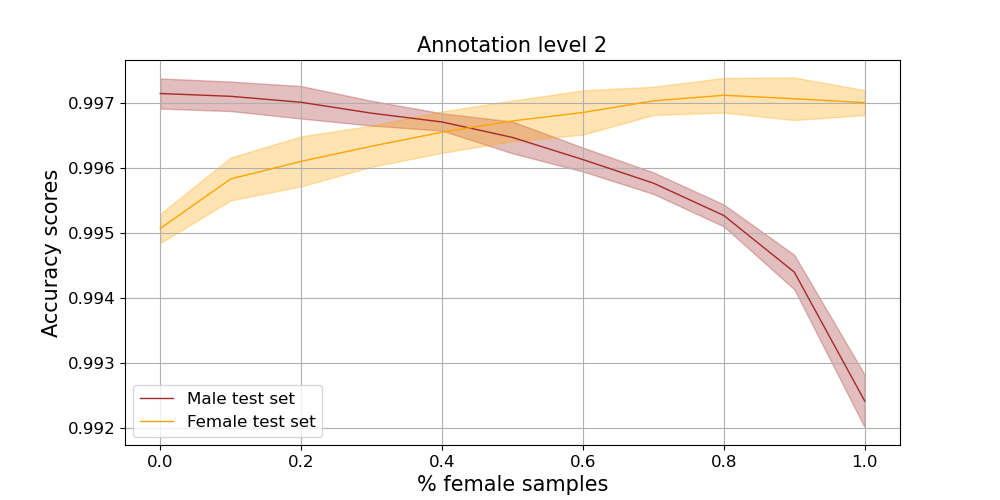 Annotation level 2
Accuracy scores
0.997
0.996
0.995
0.994
0.993
0.992
Male test set
Female test set
0.0 0.2 0.4 0.6 0.8 1.0
% female samples